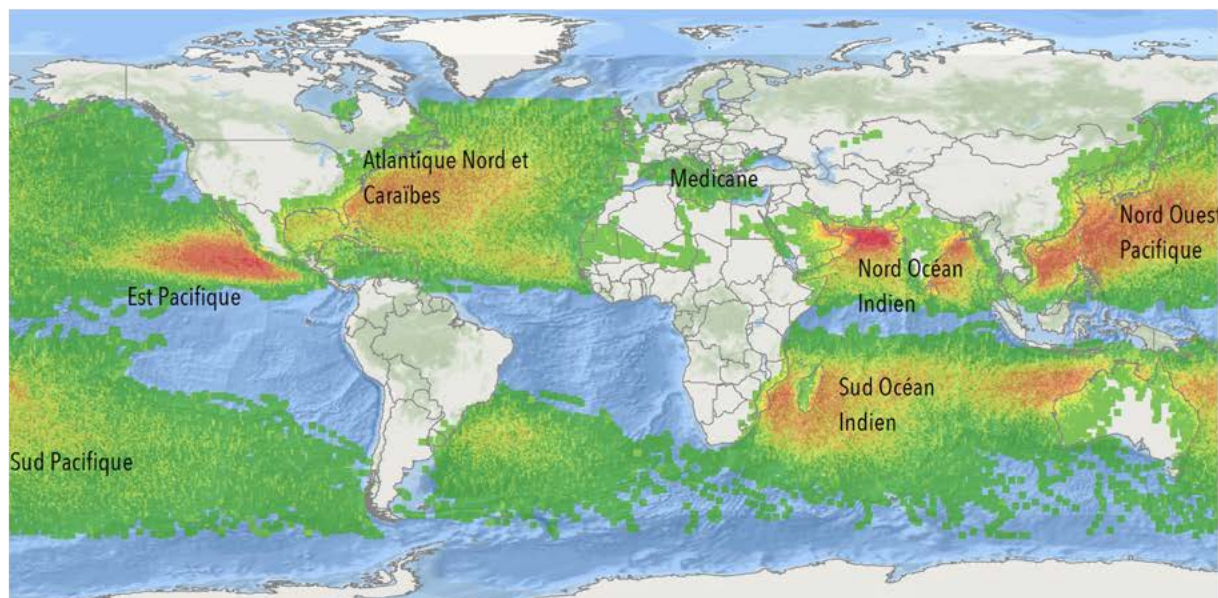 Atlantique Nord et
Caraïbes
Medicane
Nord Ouest
Pacifique
Nord Océan
Indien
Est Pacifique
Sud Océan
Indien
Sud Pacifique